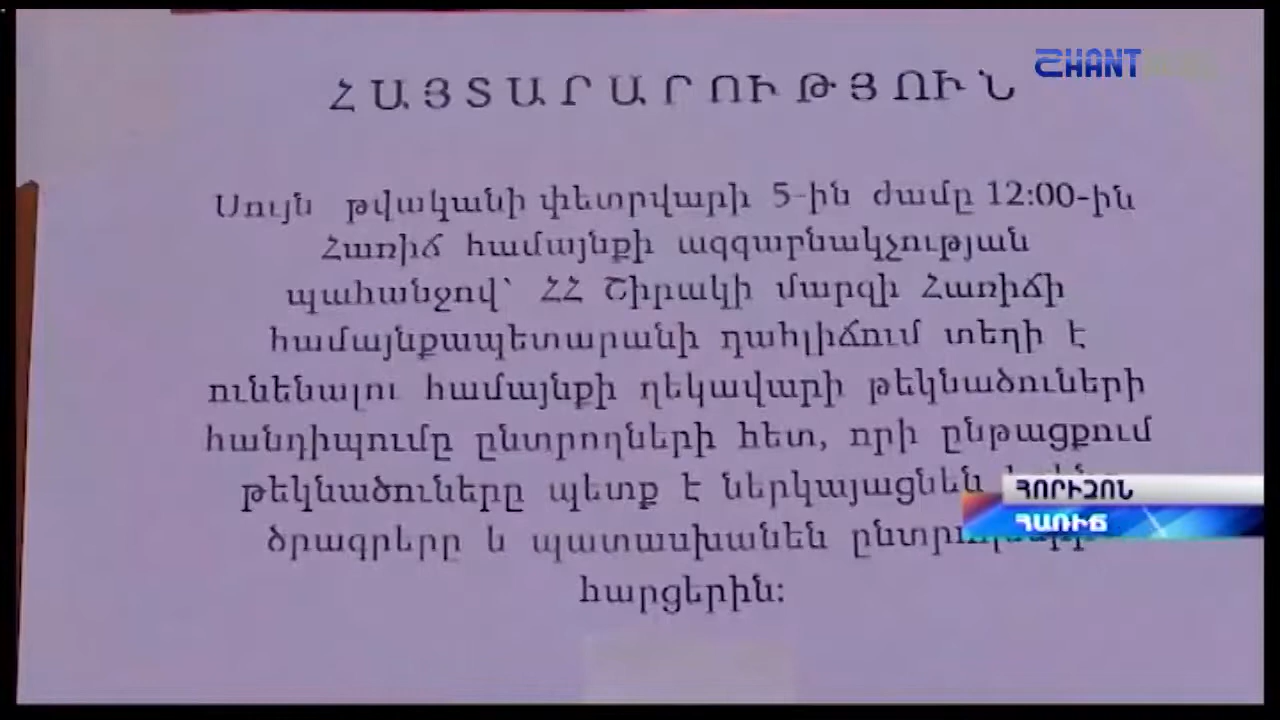 SHANT
ՀԱՅՏԱՐԱՐՈՒԹՅՈՒՆ
Սույն թվականի փետրվարի 5-ին ժամը 12:00-ին
Հառիճ համայնքի ազգաբնակչության
պահանջով՝ ՀՀ Շիրակի մարզի Հառիճի
համայնքապետարանի դահլիճում տեղի է
ունենալու համայնքի ղեկավարի թեկնածուների
հանդիպումը ընտրողների հետ, որի ընթացքում
թեկնածուները պետք է ներկայացնեն
ծրագրերը և պատասխանեն
հարցերին:
ՀՈՐԻԶՈՆ
ՀԱՌԻՃ